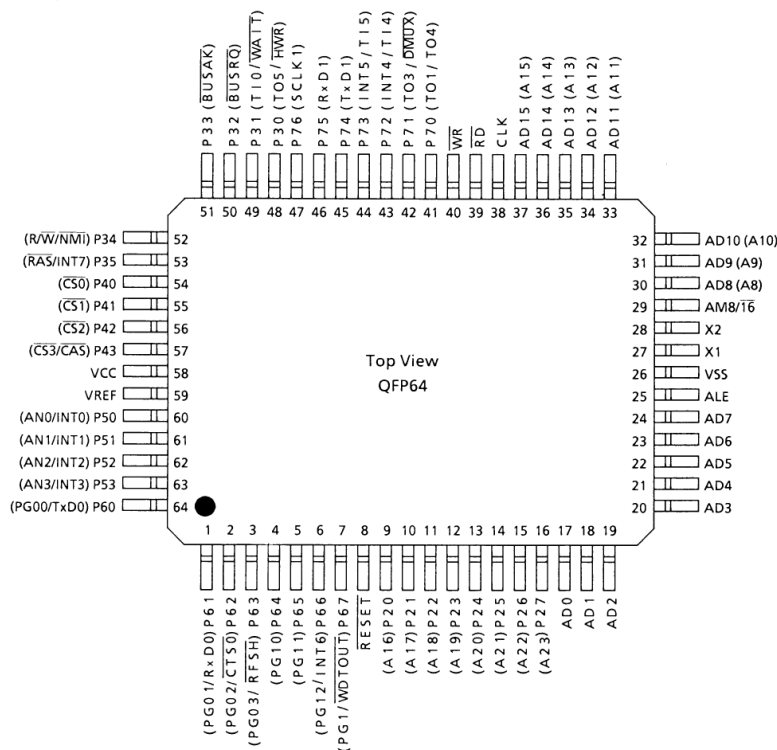 P33 (BUSAK)
P32 (BUSRQ)
P31 (TI0/WAIT)
P30 (TO5/HWR)
P76 (SCLK1)
P75 (RxD1)
P74 (TxD1)
P73 (INT5/TI5)
P72 (INT4/TI4)
P71 (TO3/DMUX)
P70 (TO1/TO4)
WR
RD
CLK
AD15 (A15)
AD14 (A14)
AD13 (A13)
AD12 (A12)
AD11 (A11)
51 50 49 48 47 46 45 44 43 42 41 40 39 38 37 36 35 34 33
(R/W/NMI) P34 52
(RAS/INT7) P35 53
(CS0) P40 54
(CS1) P41 55
(CS2) P42 56
(CS3/CAS) P43 57
VCC 58
VREF 59
(AN0/INT0) P50 60
(AN1/INT1) P51 61
(AN2/INT2) P52 62
(AN3/INT3) P53 63
(PG00/TxD0) P60 64
Top View
QFP64
32 AD10 (A10)
31 AD9 (A9)
30 AD8 (A8)
29 AM8/16
28 X2
27 X1
26 VSS
25 ALE
24 AD7
23 AD6
22 AD5
21 AD4
20 AD3
1 2 3 4 5 6 7 8 9 10 11 12 13 14 15 16 17 18 19
(PG01/RxD0) P61
(PG02/CTS0) P62
(PG03/RFSH) P63
(PG10) P64
(PG11) P65
(PG12/INT6) P66
(PG1/WDTOUT) P67
RESET
(A16) P20
(A17) P21
(A18) P22
(A19) P23
(A20) P24
(A21) P25
(A22) P26
(A23) P27
AD0
AD1
AD2